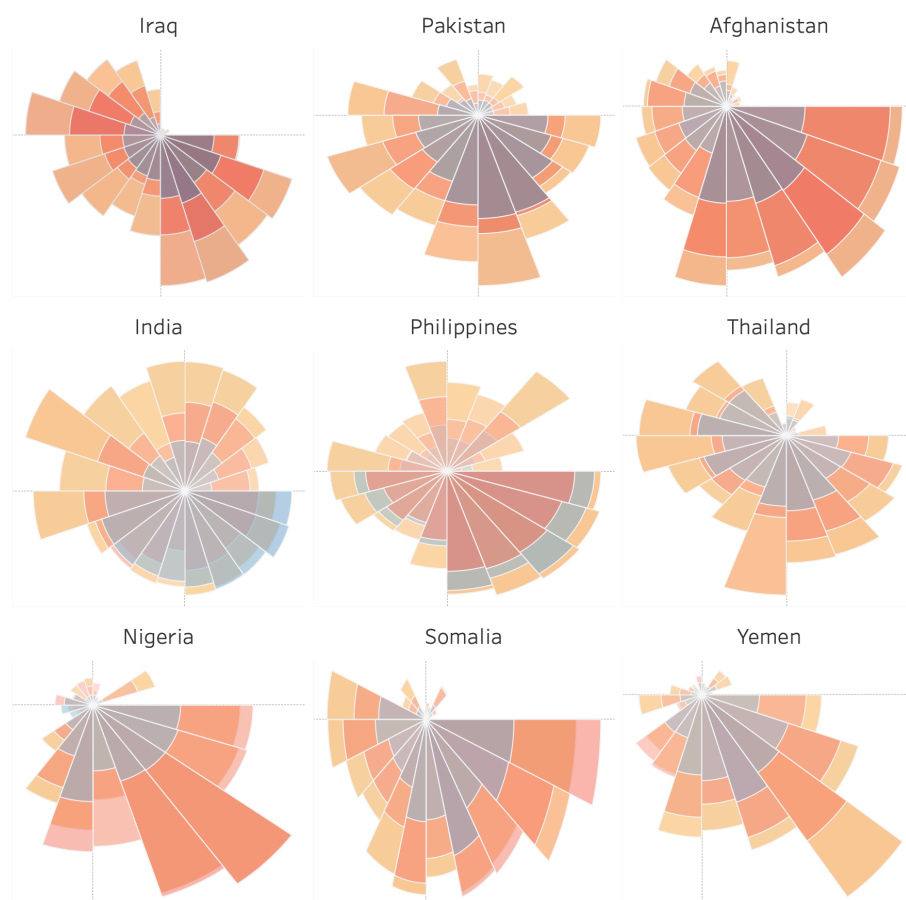 Iraq
Pakistan
Afghanistan
India
Philippines
Thailand
Nigeria
Somalia
Yemen